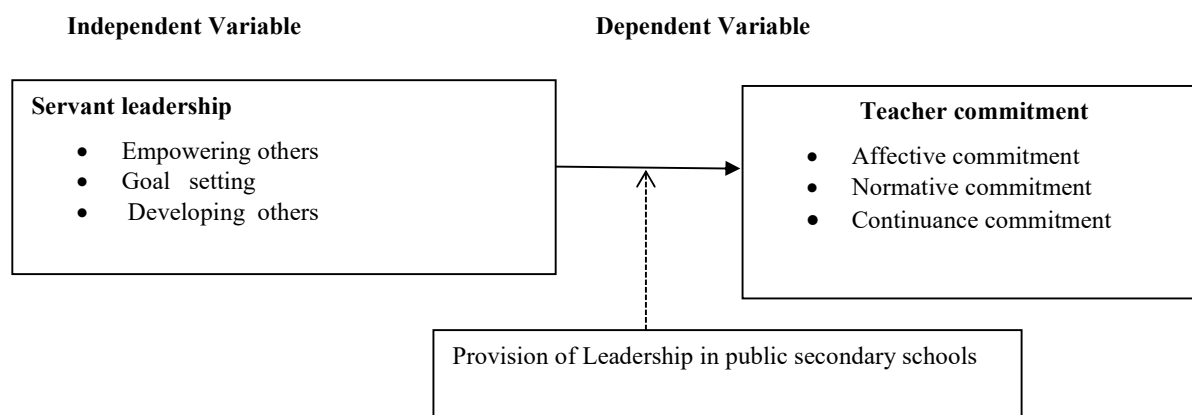 Independent Variable
Dependent Variable
Servant leadership
• Empowering others
• Goal setting
• Developing others
Teacher commitment
• Affective commitment
• Normative commitment
• Continuance commitment
Provision of Leadership in public secondary schools